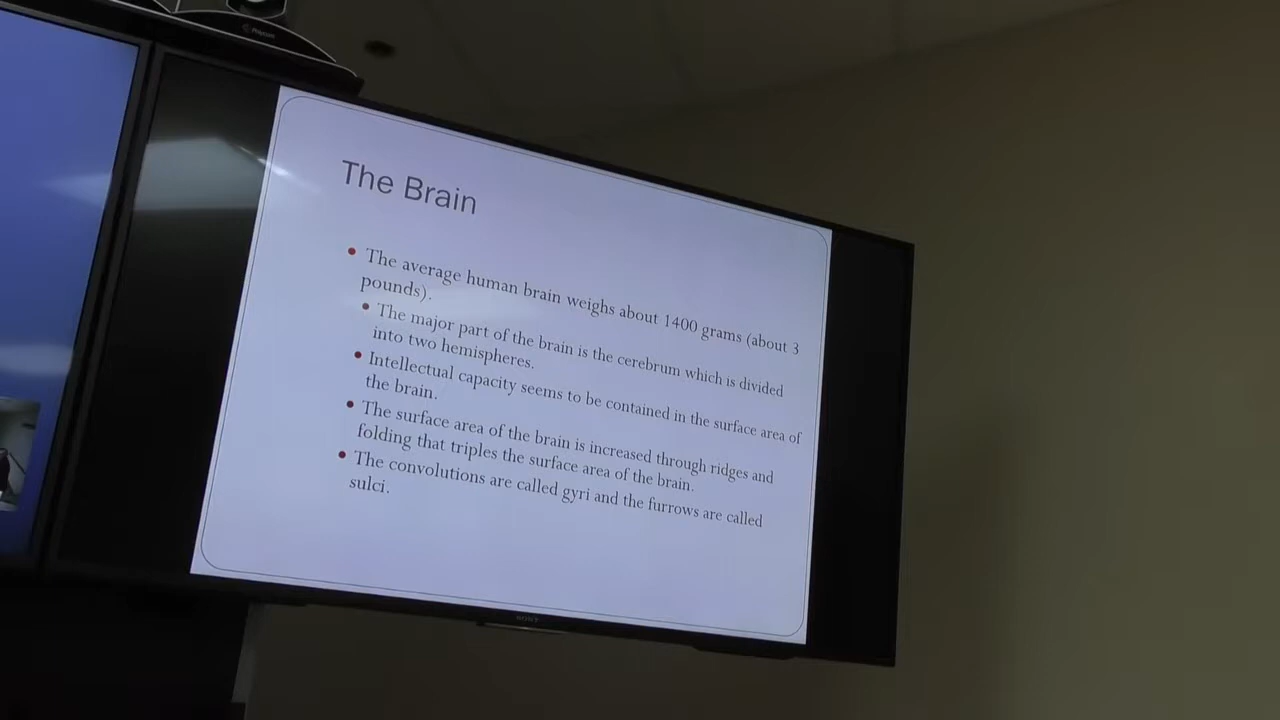 Polycom
The Brain
• The average human brain weighs about 1400 grams (about 3
pounds).
• The major part of the brain is the cerebrum which is divided
into two hemispheres.
• Intellectual capacity seems to be contained in the surface area of
the brain.
• The surface area of the brain is increased through ridges and
folding that triples the surface area of the brain.
• The convolutions are called gyri and the furrows are called
sulci.
SONY